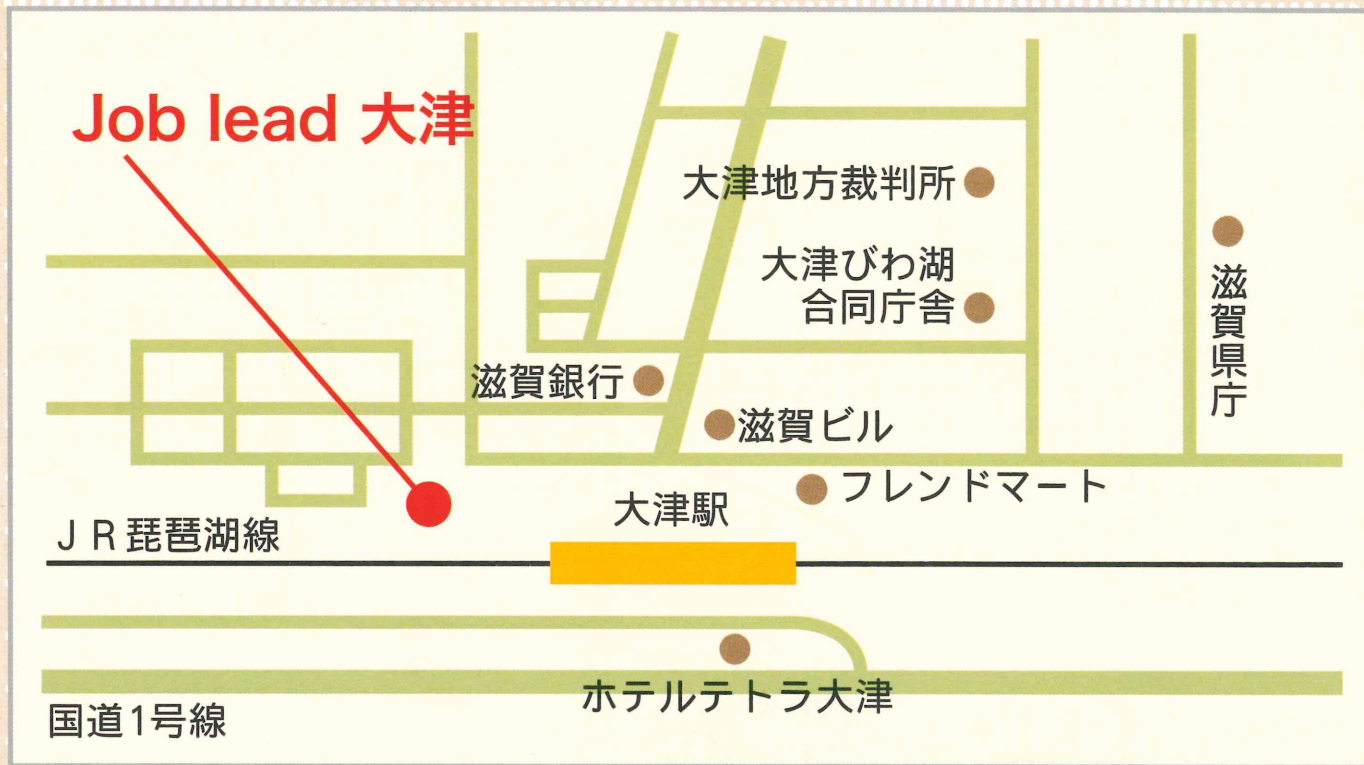 Job lead 大津
大津地方裁判所
大津びわ湖
合同庁舎
滋賀県庁
滋賀銀行
滋賀ビル
フレンドマート
大津駅
ＪＲ琵琶湖線
ホテルテトラ大津
国道1号線